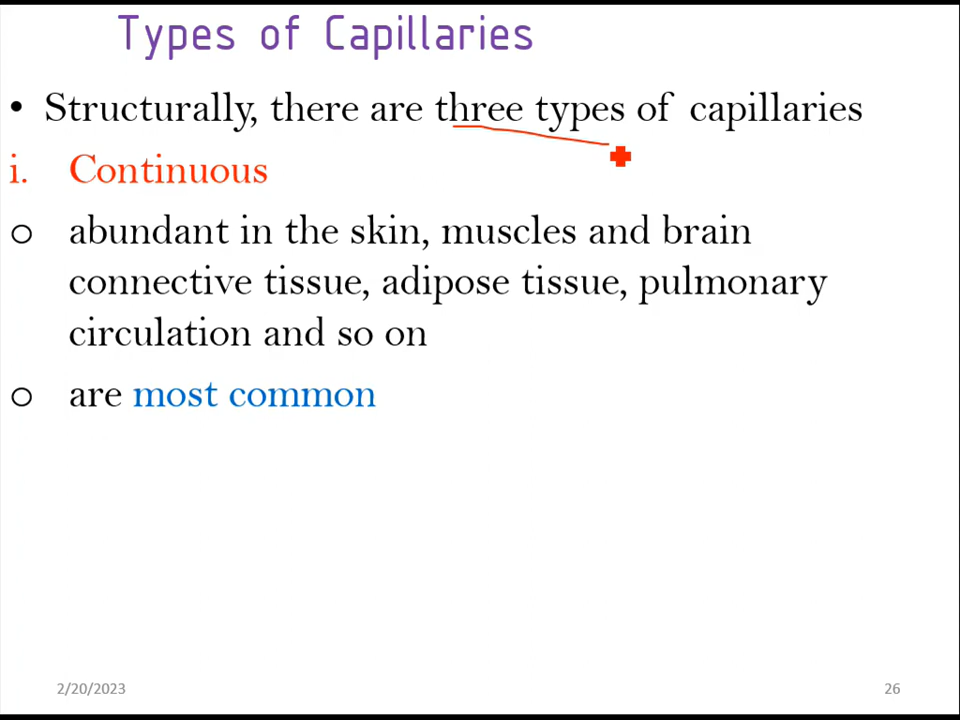 Types of Capillaries
• Structurally, there are three types of capillaries
i. Continuous
o abundant in the skin, muscles and brain
connective tissue, adipose tissue, pulmonary
circulation and so on
o are most common
2/20/2023
26